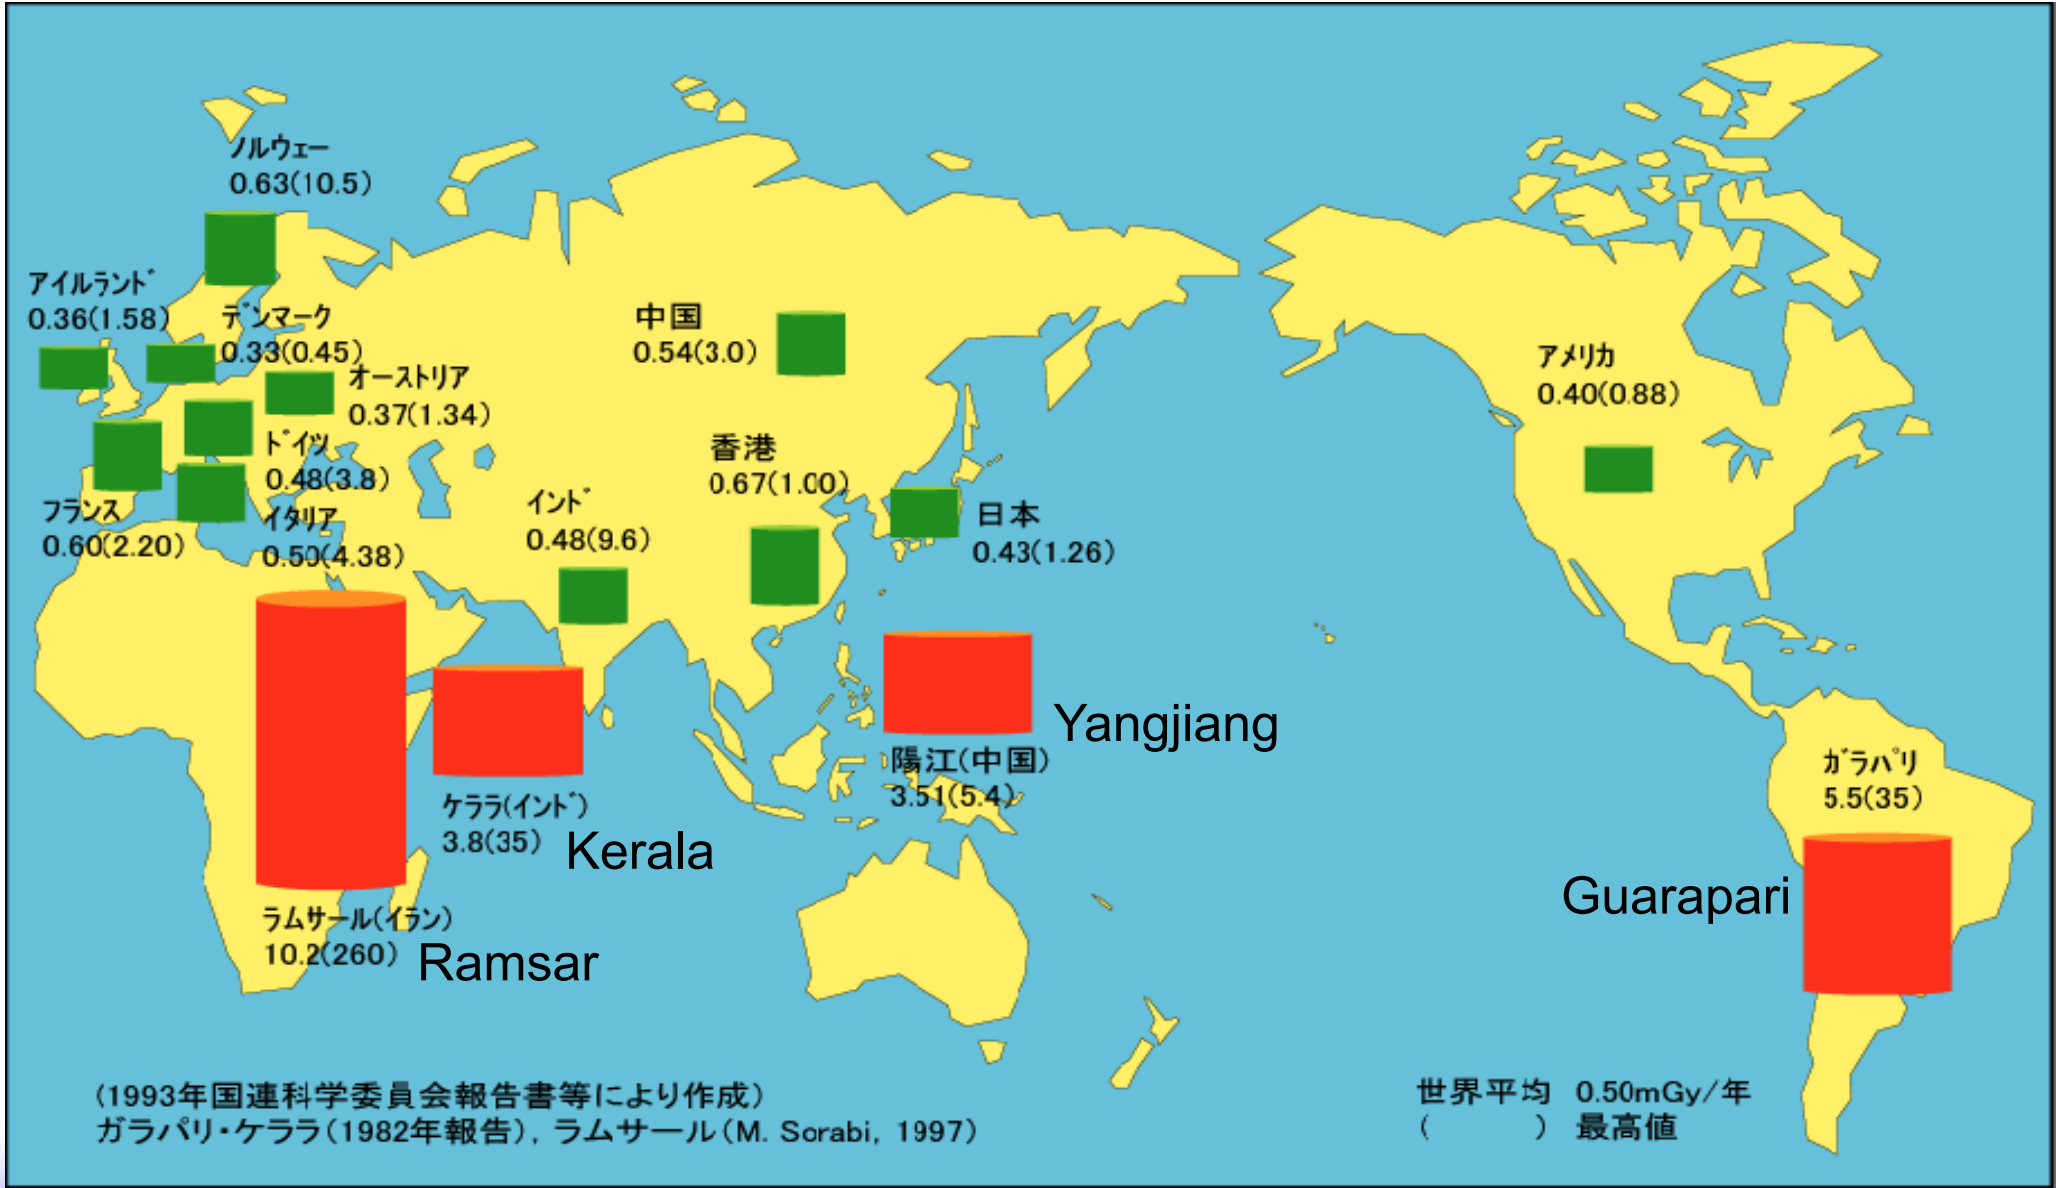 ノルウェー
0.63(10.5)
アイルランド
0.36(1.58)
デンマーク
0.33(0.45)
オーストリア
0.37(1.34)
ドイツ
0.48(3.8)
フランス
0.60(2.20)
イタリア
0.50(4.38)
中国
0.54(3.0)
香港
0.67(1.00)
インド
0.48(9.6)
日本
0.43(1.26)
アメリカ
0.40(0.88)
Yangjiang
陽江(中国)
3.51(5.4)
ケララ(インド)
3.8(35)
Kerala
ラムサール(イラン)
10.2(260)
Ramsar
ガラパリ
5.5(35)
Guarapari
(1993年国連科学委員会報告書等により作成)
ガラパリ・ケララ(1982年報告), ラムサール(M. Sorabi, 1997)
世界平均 0.50mGy/年
( ) 最高値